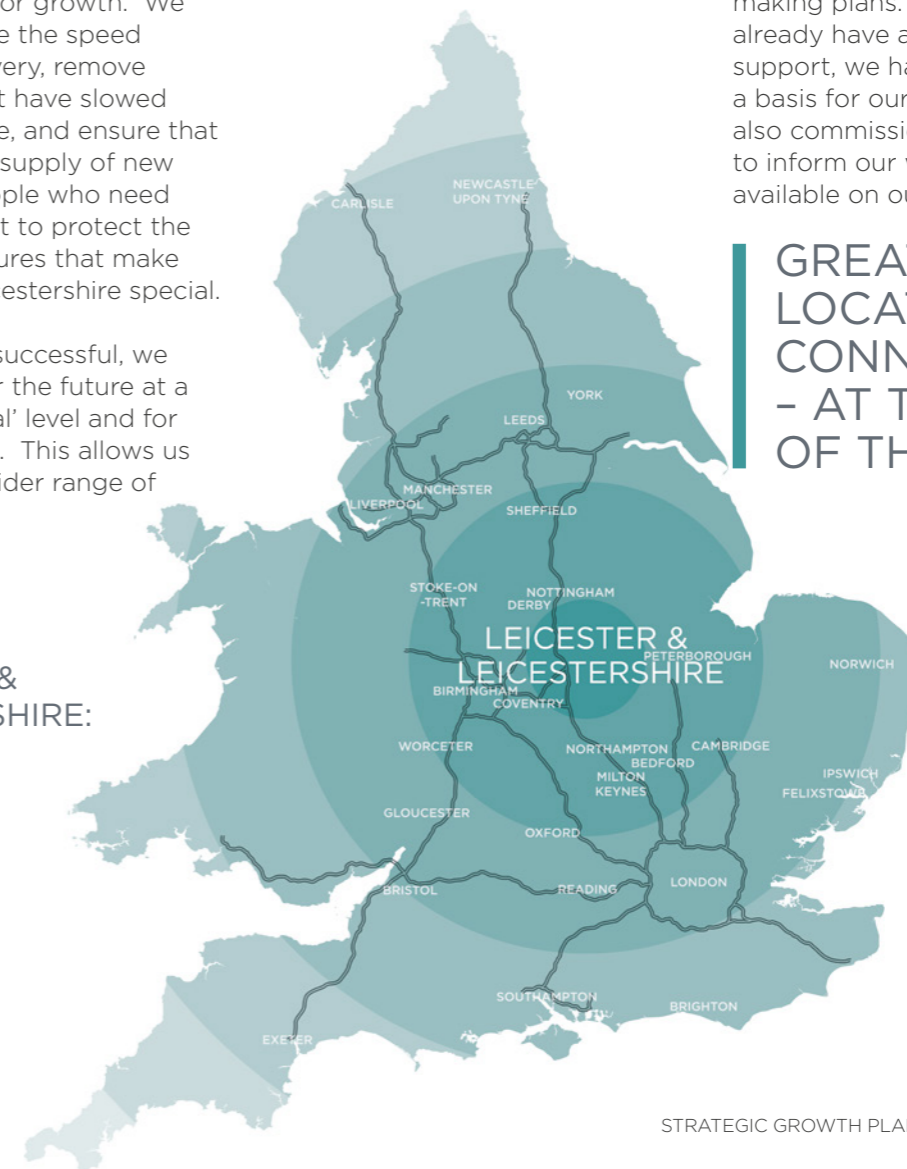 or growth. We
e the speed
very, remove
t have slowed
e, and ensure that
supply of new
ple who need
t to protect the
ures that make
cestershire special.
successful, we
r the future at a
al’ level and for
. This allows us
ider range of
&
SHIRE:
making plans.
already have a
support, we ha
a basis for our
also commissi
to inform our
available on ou
GREAT
LOCAT
CONN
– AT T
OF TH
CARLISLE
NEWCASTLE
UPON TYNE
YORK
LEEDS
MANCHESTER
LIVERPOOL
SHEFFIELD
STOKE-ON
-TRENT
NOTTINGHAM
DERBY
LEICESTER &
LEICESTERSHIRE
PETERBOROUGH
NORWICH
BIRMINGHAM
COVENTRY
WORCETER
NORTHAMPTON
CAMBRIDGE
BEDFORD
MILTON
KEYNES
IPSWICH
FELIXSTOWE
GLOUCESTER
OXFORD
BRISTOL
READING
LONDON
SOUTHAMPTON
BRIGHTON
EXETER
STRATEGIC GROWTH PLA